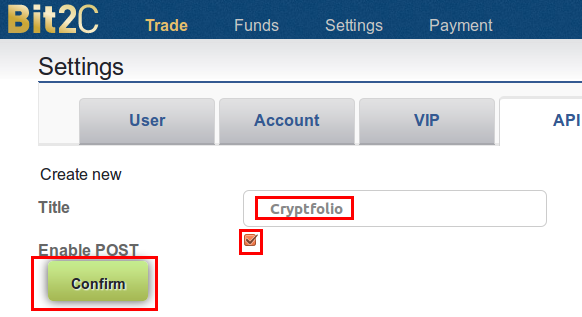 Bit2C Trade Funds Settings Payment
Settings
User Account VIP API
Create new
Title Cryptfolio
Enable POST
Confirm